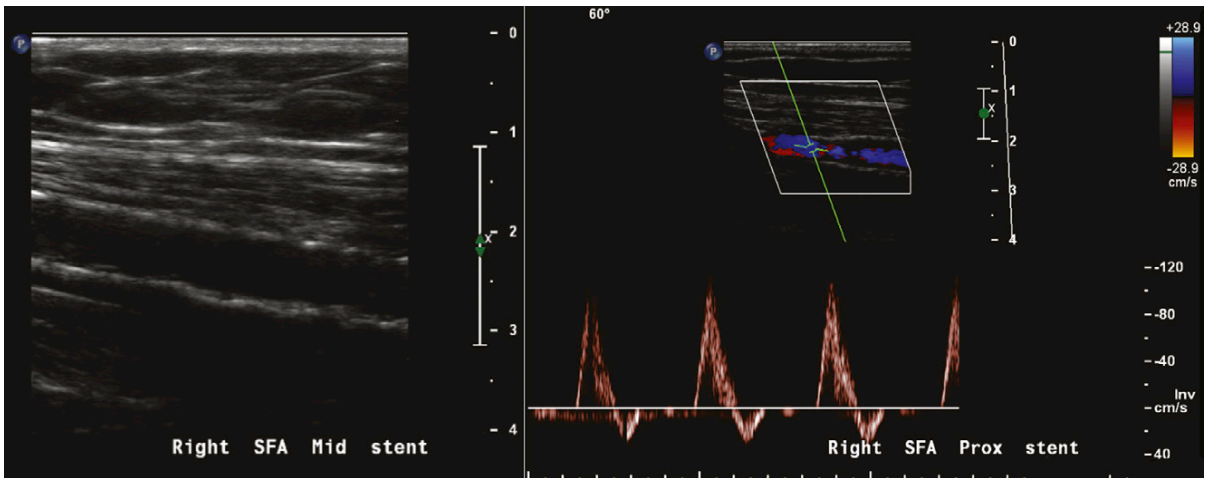 P
0
1
2
3
4
Right SFA Mid stent
60°
P
0
1
2
3
4
X
X
+28.9
-28.9
cm/s
-120
-80
-40
Inv
cm/s
-40
Right SFA Prox stent